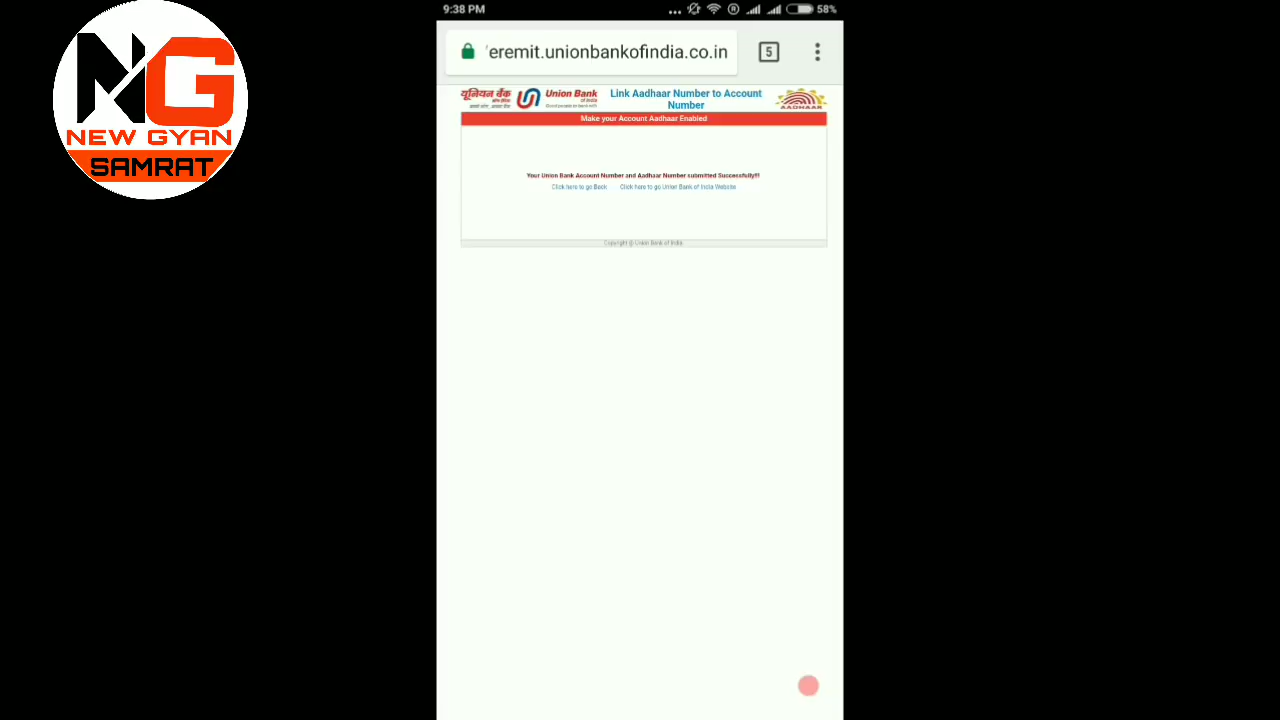 NG
NEW GYAN
SAMRAT
9:38 PM
58%
eremit.unionbankofindia.co.in
5
यूनियन बैंक
Union Bank
of India
Link Aadhaar Number to Account
Number
AADHAAR
Make your Account Aadhaar Enabled
Your Union Bank Account Number and Aadhaar Number submitted Successfully!!!
Click here to go Back Click here to go Union Bank of India Website
Copyright @ Union Bank of India